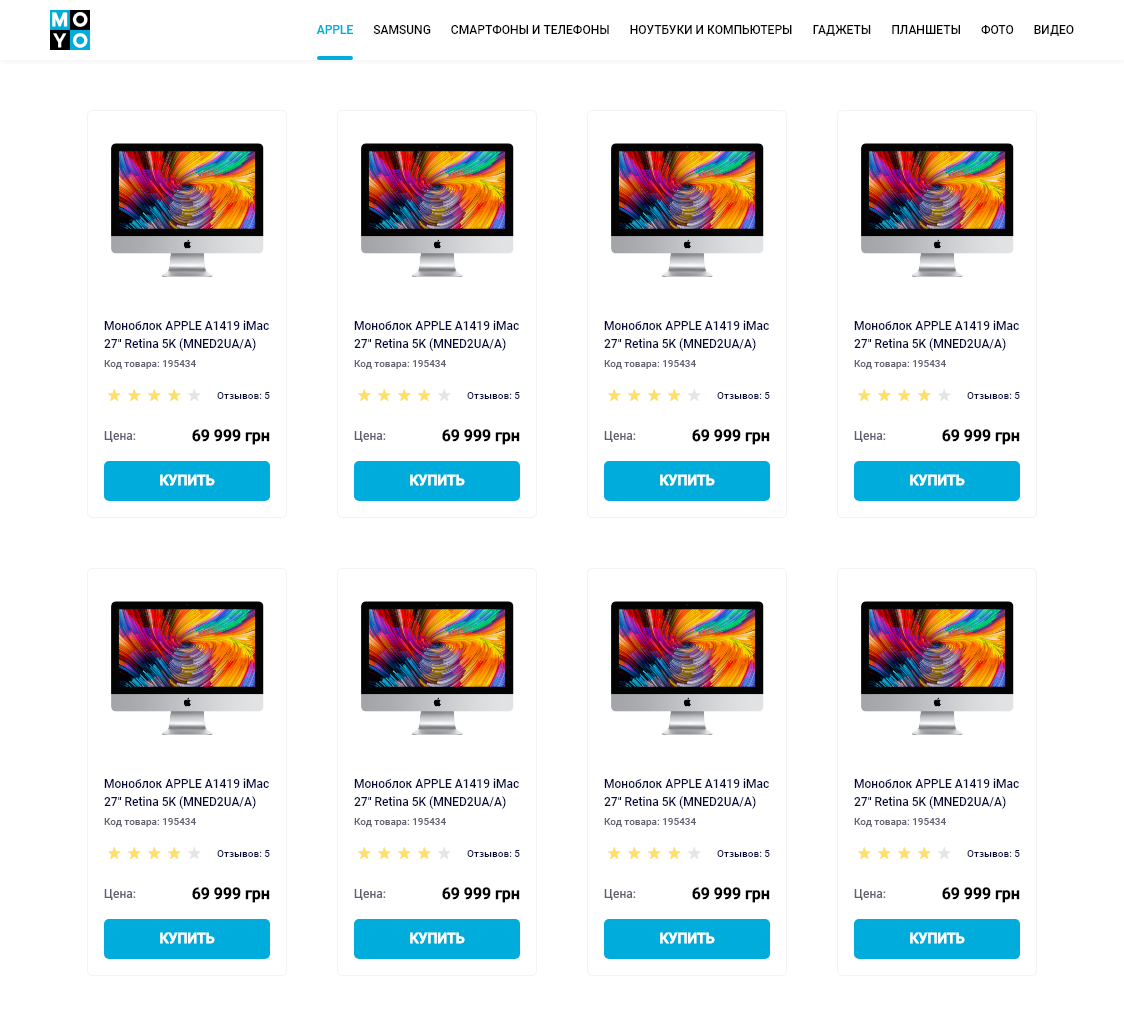 MO
YO
APPLE SAMSUNG СМАРТФОНЫ И ТЕЛЕФОНЫ НОУТБУКИ И КОМПЬЮТЕРЫ ГАДЖЕТЫ ПЛАНШЕТЫ ФОТО ВИДЕО
Моноблок APPLE A1419 iMac
27" Retina 5K (MNED2UA/A)
Код товара: 195434
Отзывов: 5
Цена: 69 999 грн
КУПИТЬ
Моноблок APPLE A1419 iMac
27" Retina 5K (MNED2UA/A)
Код товара: 195434
Отзывов: 5
Цена: 69 999 грн
КУПИТЬ
Моноблок APPLE A1419 iMac
27" Retina 5K (MNED2UA/A)
Код товара: 195434
Отзывов: 5
Цена: 69 999 грн
КУПИТЬ
Моноблок APPLE A1419 iMac
27" Retina 5K (MNED2UA/A)
Код товара: 195434
Отзывов: 5
Цена: 69 999 грн
КУПИТЬ
Моноблок APPLE A1419 iMac
27" Retina 5K (MNED2UA/A)
Код товара: 195434
Отзывов: 5
Цена: 69 999 грн
КУПИТЬ
Моноблок APPLE A1419 iMac
27" Retina 5K (MNED2UA/A)
Код товара: 195434
Отзывов: 5
Цена: 69 999 грн
КУПИТЬ
Моноблок APPLE A1419 iMac
27" Retina 5K (MNED2UA/A)
Код товара: 195434
Отзывов: 5
Цена: 69 999 грн
КУПИТЬ
Моноблок APPLE A1419 iMac
27" Retina 5K (MNED2UA/A)
Код товара: 195434
Отзывов: 5
Цена: 69 999 грн
КУПИТЬ